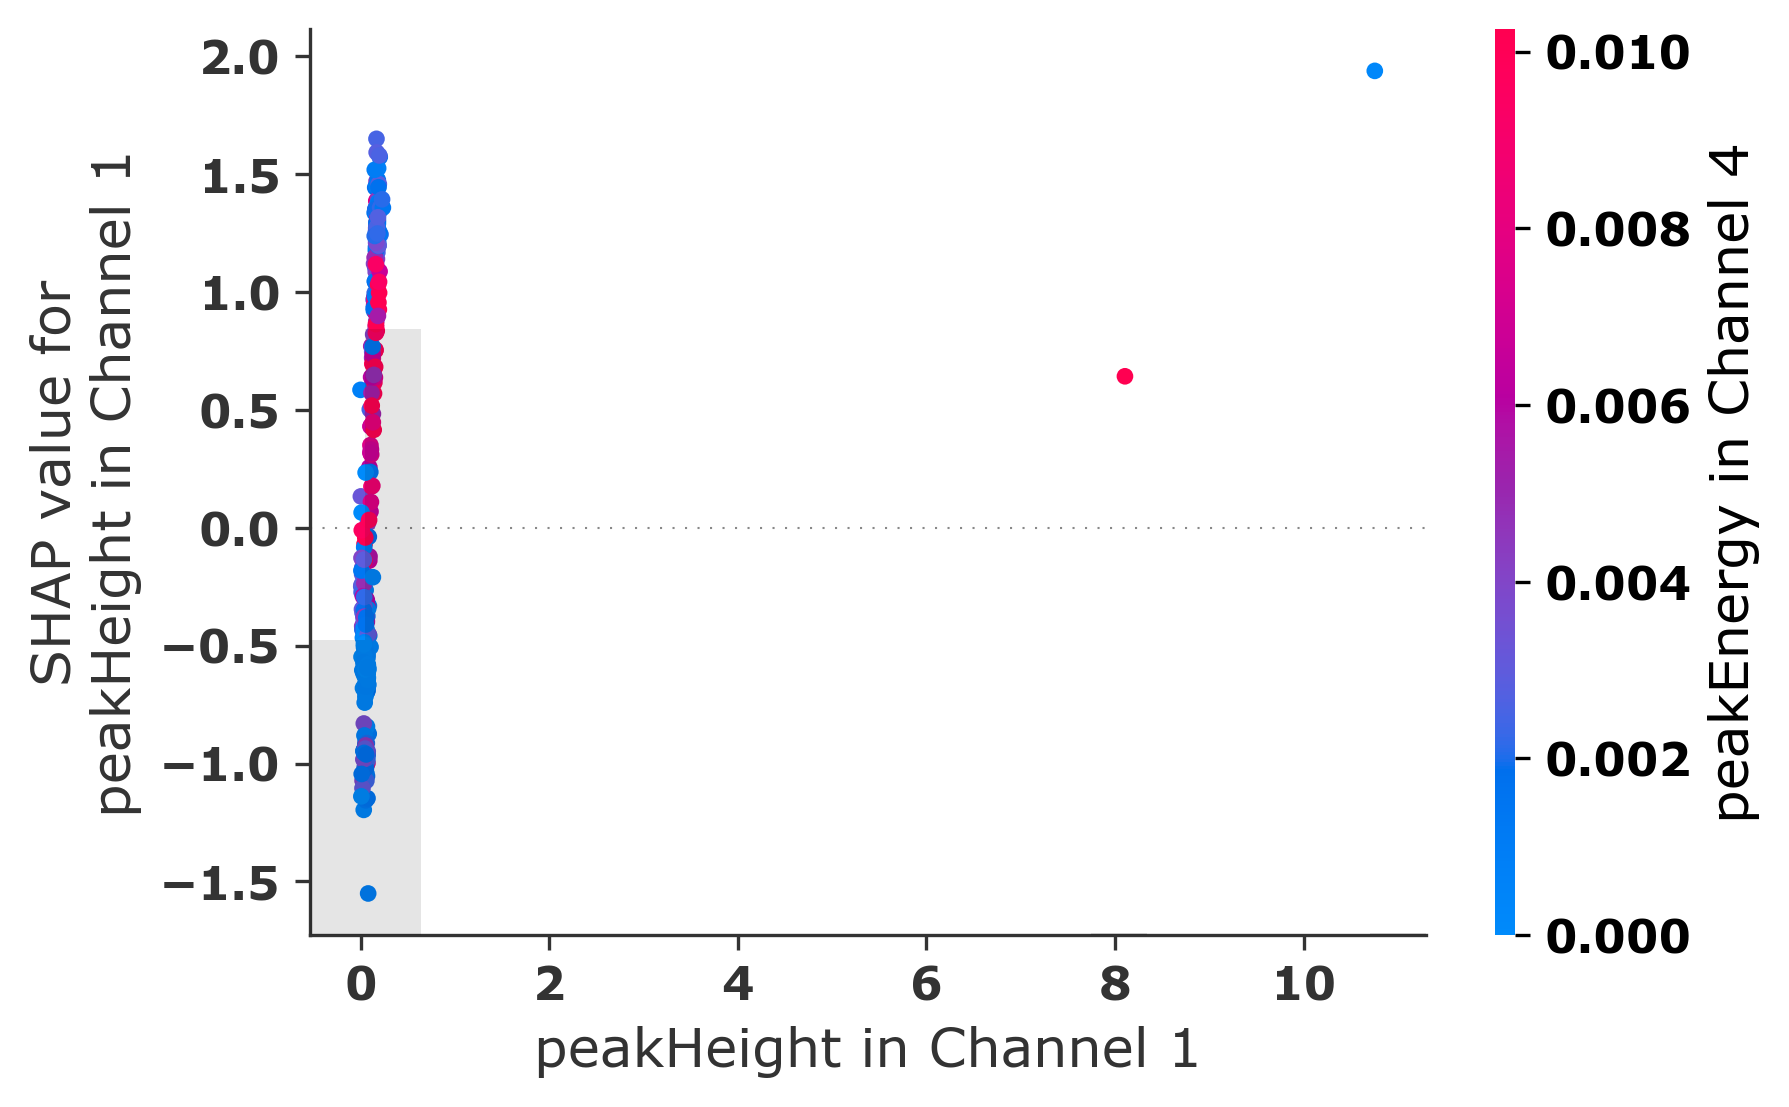 SHAP value for
peakHeight in Channel 1
2.0
1.5
1.0
0.5
0.0
−0.5
−1.0
−1.5
0 2 4 6 8 10
peakHeight in Channel 1
0.010
0.008
0.006
0.004
0.002
0.000
peakEnergy in Channel 4